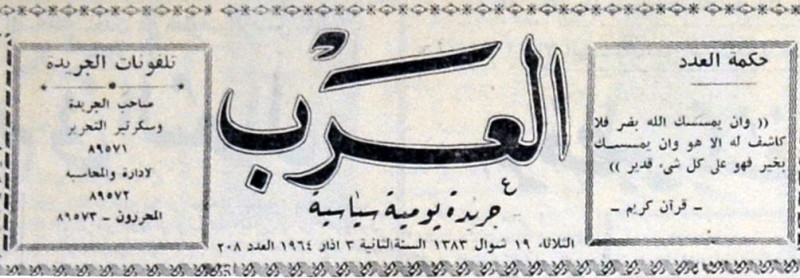 حكمة العدد
(( وان يمسسك الله بضر فلا
كاشف له الا هو وان يمسسك
بخير فهو على كل شيء قدير ))
- قرآن كريم -
العرب
جريدة يومية سياسية
الثلاثاء ١٩ شوال ١٣٨٣ السنة الثانية ٣ اذار ١٩٦٤ العدد ٢٠٨
تلفونات الجريدة
صاحب الجريدة
وسكرتير التحرير
٨٩٥٧١
لادارة والمحاسبه
٨٩٥٧٢
المحررون - ٨٩٥٧٣